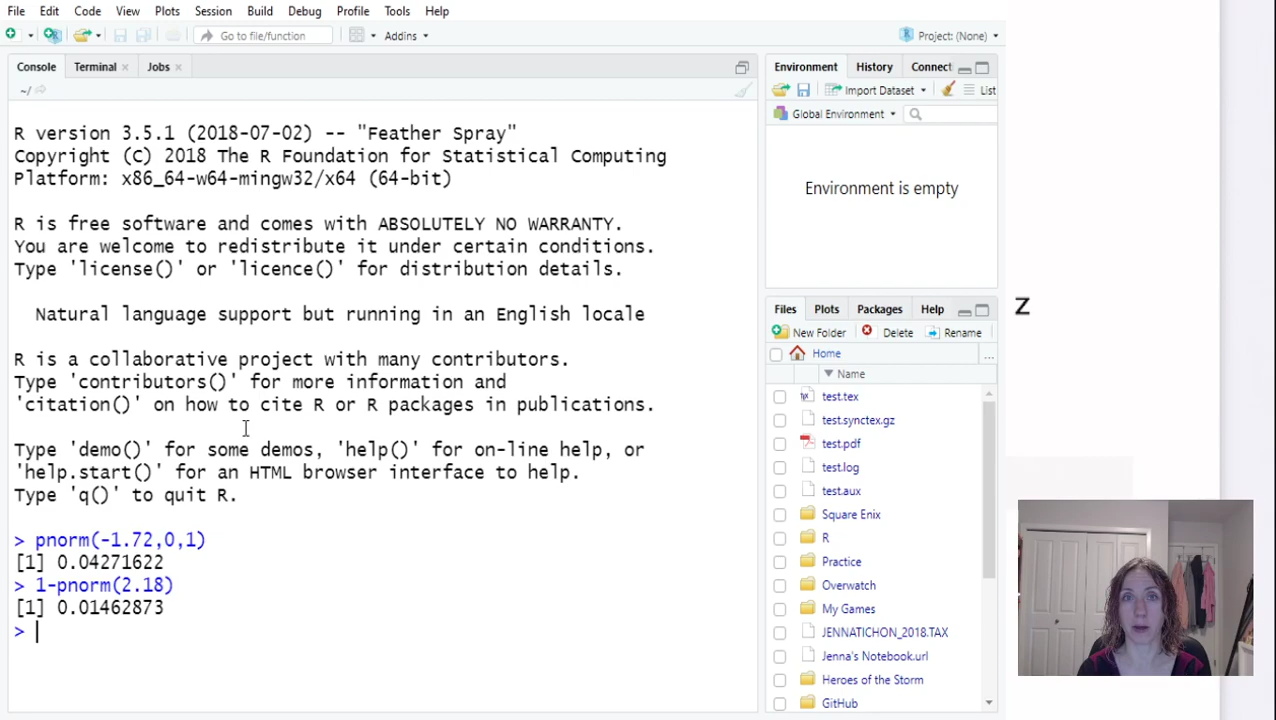 File Edit Code View Plots Session Build Debug Profile Tools Help
Go to file/function Addins Project: (None)
Console Terminal Jobs
~/
R version 3.5.1 (2018-07-02) -- "Feather Spray"
Copyright (C) 2018 The R Foundation for Statistical Computing
Platform: x86_64-w64-mingw32/x64 (64-bit)
R is free software and comes with ABSOLUTELY NO WARRANTY.
You are welcome to redistribute it under certain conditions.
Type 'license()' or 'licence()' for distribution details.
Natural language support but running in an English locale
R is a collaborative project with many contributors.
Type 'contributors()' for more information and
'citation()' on how to cite R or R packages in publications.
Type 'demo()' for some demos, 'help()' for on-line help, or
'help.start()' for an HTML browser interface to help.
Type 'q()' to quit R.
> pnorm(-1.72,0,1)
[1] 0.04271622
> 1-pnorm(2.18)
[1] 0.01462873
>
Environment History Connect
Import Dataset List
Global Environment
Environment is empty
Files Plots Packages Help
New Folder Delete Rename
Home ...
Name
test.tex
test.synctex.gz
test.pdf
test.log
test.aux
Square Enix
R
Practice
Overwatch
My Games
JENNATICHON_2018.TAX
Jenna's Notebook.url
Heroes of the Storm
GitHub
z